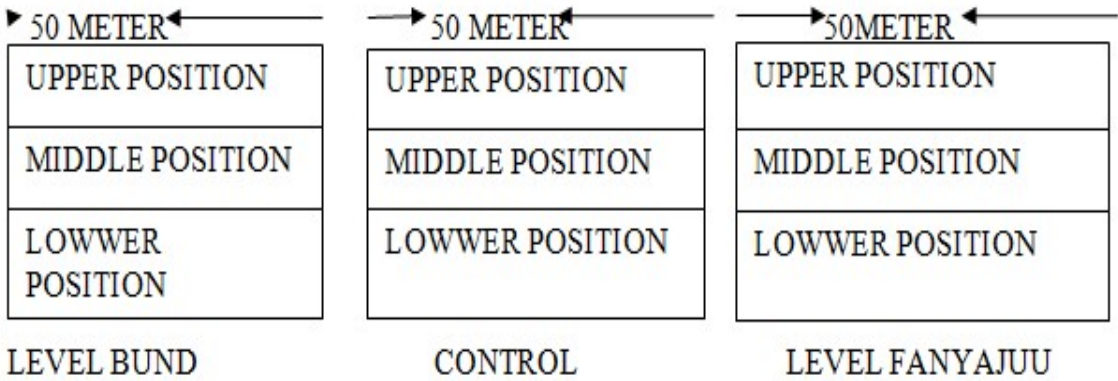 50 METER
UPPER POSITION
MIDDLE POSITION
LOWWER
POSITION
LEVEL BUND
50 METER
UPPER POSITION
MIDDLE POSITION
LOWWER POSITION
CONTROL
50METER
UPPER POSITION
MIDDLE POSITION
LOWWER POSITION
LEVEL FANYAJUU